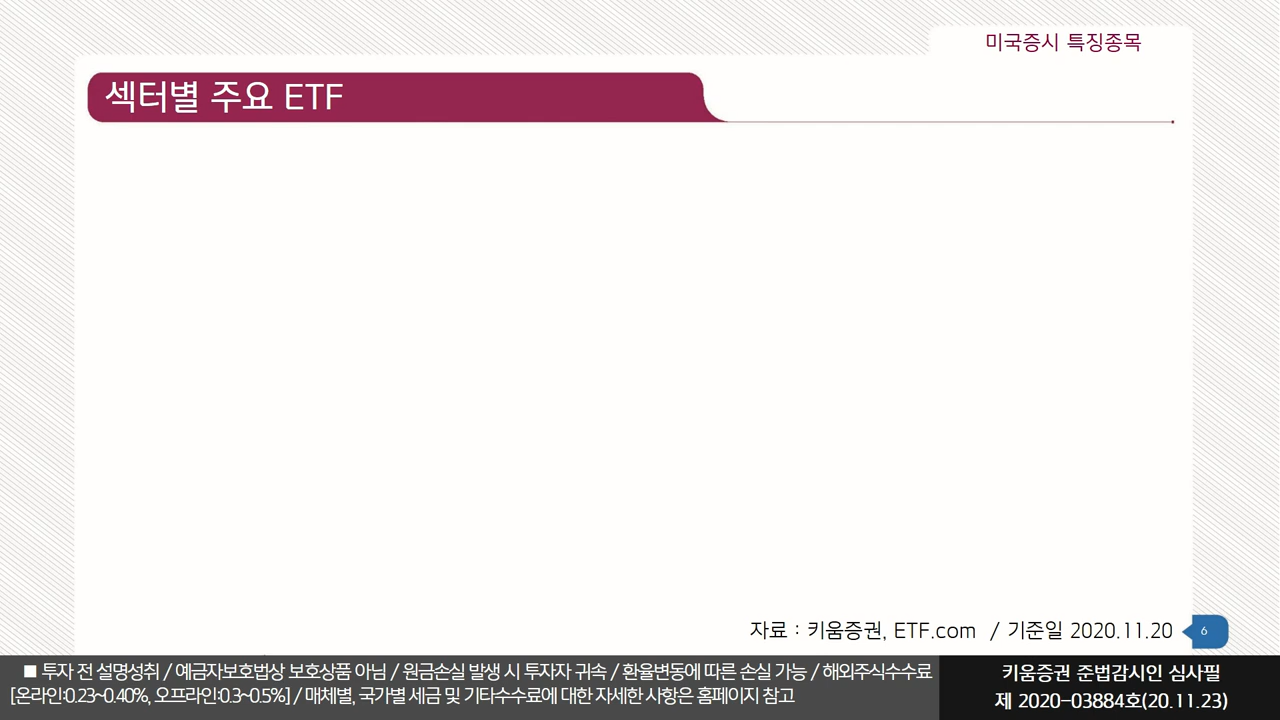 미국증시 특징종목
섹터별 주요 ETF
자료 : 키움증권, ETF.com / 기준일 2020.11.20
6
■ 투자 전 설명성취 / 예금자보호법상 보호상품 아님 / 원금손실 발생 시 투자자 귀속 / 환율변동에 따른 손실 가능 / 해외주식수수료
[온라인:0.23~0.40%, 오프라인:0.3~0.5%] / 매체별, 국가별 세금 및 기타수수료에 대한 자세한 사항은 홈페이지 참고
키움증권 준법감시인 심사필
제 2020-03884호(20.11.23)